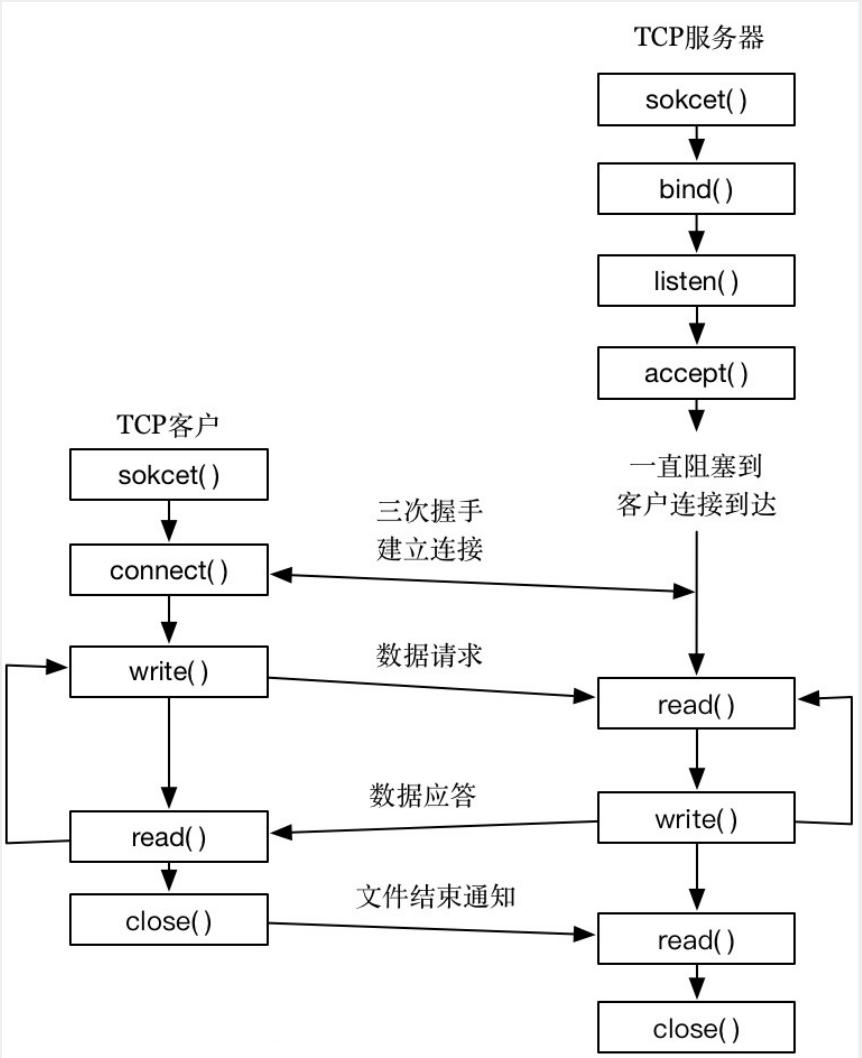 TCP服务器
sokcet()
bind()
listen()
accept()
一直阻塞到
客户连接到达
TCP客户
sokcet()
connect()
三次握手
建立连接
write()
数据请求
read()
数据应答
write()
read()
close()
文件结束通知
read()
close()